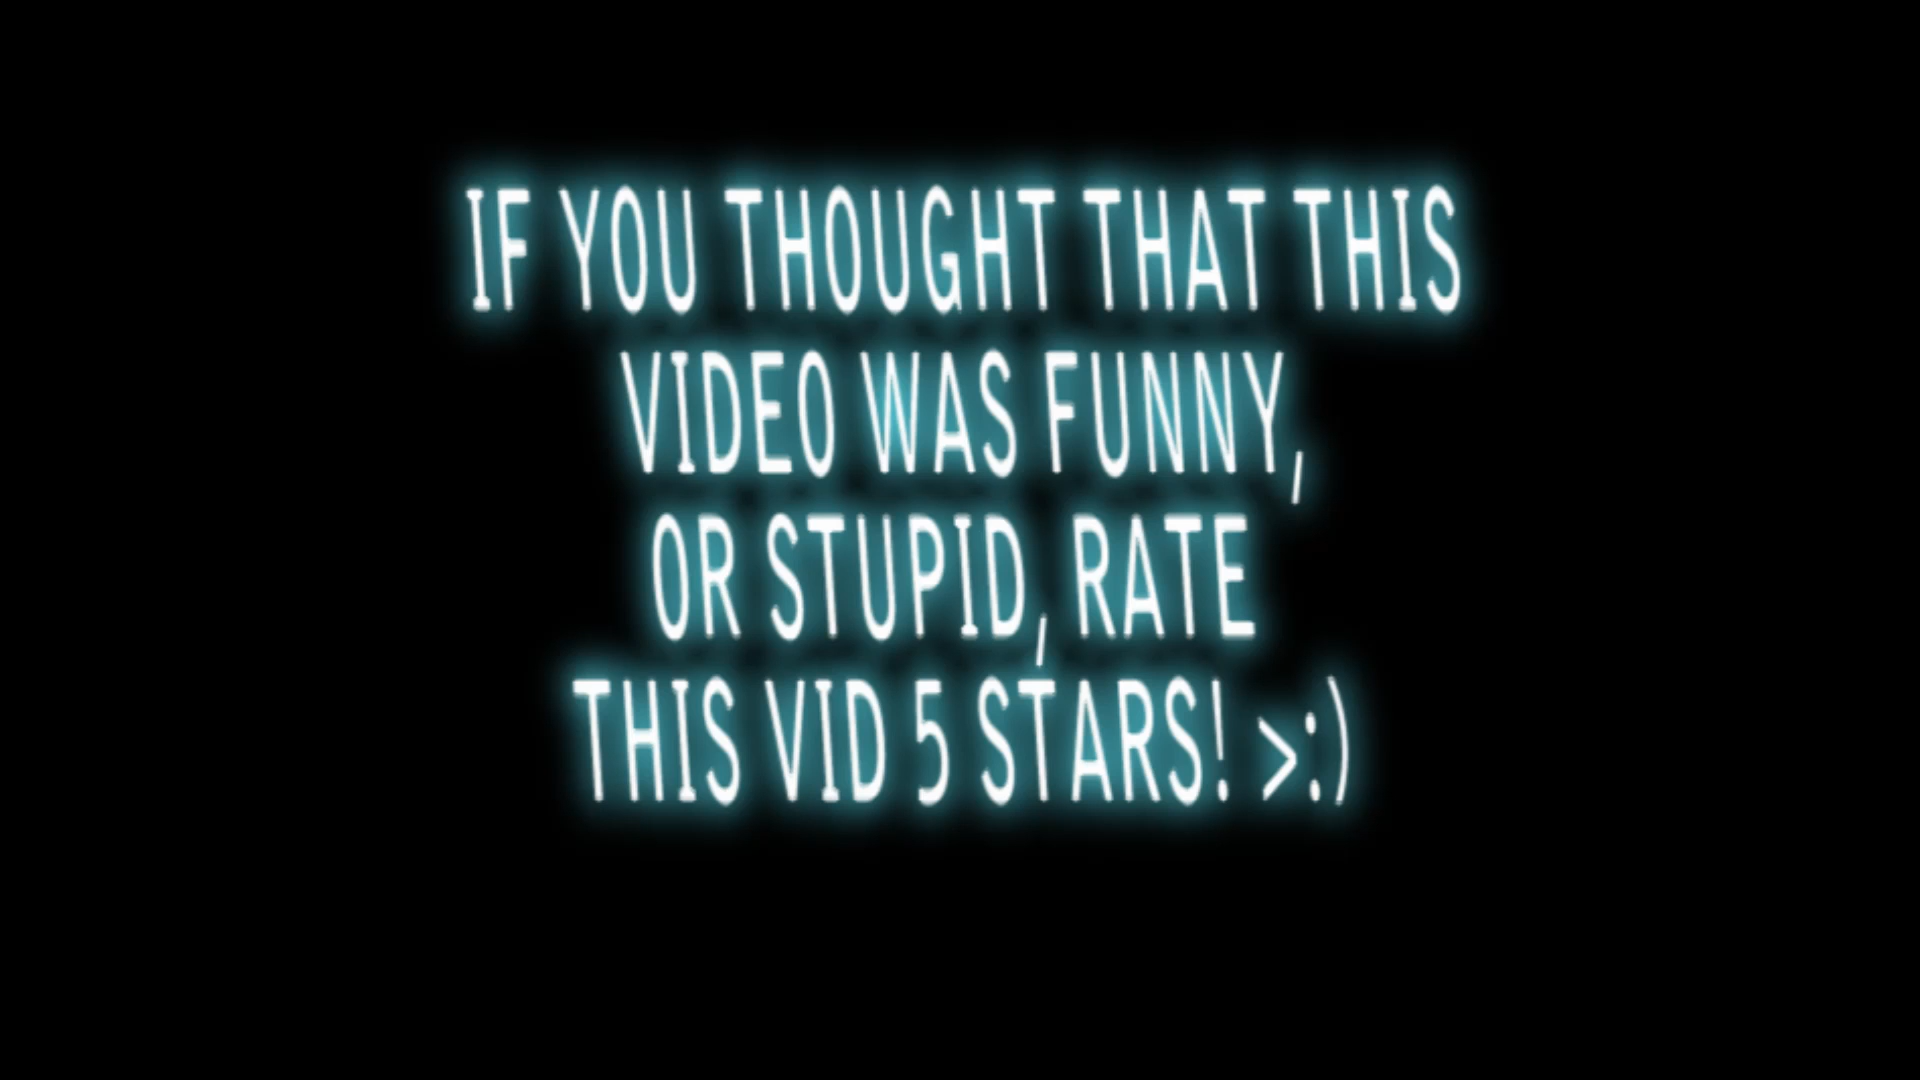 IF YOU THOUGHT THAT THIS
VIDEO WAS FUNNY,
OR STUPID, RATE
THIS VID 5 STARS! >:)